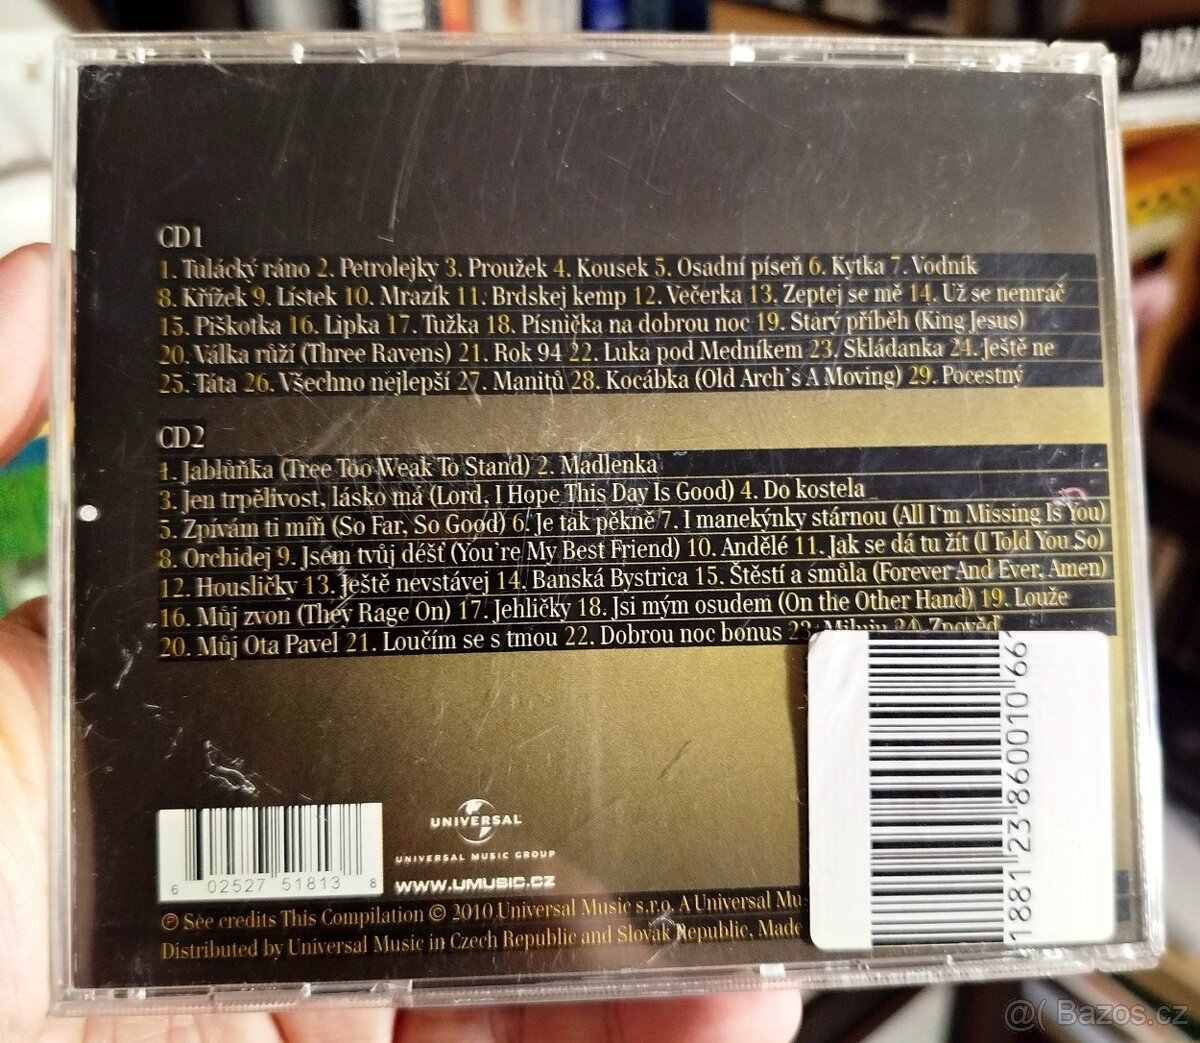 PARA
CD 1
1. Tulácký ráno 2. Petrolejky 3. Proužek 4. Kousek 5. Osadní píseň 6. Kytka 7. Vodník
8. Křížek 9. Lístek 10. Mrazík 11. Brdskej kemp 12. Večerka 13. Zeptej se mě 14. Už se nemrač
15. Piškotka 16. Lipka 17. Tužka 18. Písnička na dobrou noc 19. Starý příběh (King Jesus)
20. Válka růží (Three Ravens) 21. Rok 94 22. Luka pod Medníkem 23. Skládanka 24. Ještě ne
25. Táta 26. Všechno nejlepší 27. Manitů 28. Kocábka (Old Arch's A Moving) 29. Pocestný
CD 2
1. Jablůňka (Tree Too Weak To Stand) 2. Madlenka
3. Jen trpělivost, lásko má (Lord, I Hope This Day Is Good) 4. Do kostela
5. Zpívám ti míň (So Far, So Good) 6. Je tak pěkně 7. I manekýnky stárnou (All I'm Missing Is You)
8. Orchidej 9. Jsem tvůj déšť (You're My Best Friend) 10. Andělé 11. Jak se dá tu žít (I Told You So)
12. Housličky 13. Ještě nevstávej 14. Banská Bystrica 15. Štěstí a smůla (Forever And Ever, Amen)
16. Můj zvon (They Rage On) 17. Jehličky 18. Jsi mým osudem (On the Other Hand) 19. Louže
20. Můj Ota Pavel 21. Loučím se s tmou 22. Dobrou noc bonus 23. Miluju 24. Zpověď
188123860010661
6 02527 51813 8
UNIVERSAL
UNIVERSAL MUSIC GROUP
WWW.UMUSIC.CZ
℗ See credits This Compilation © 2010 Universal Music s.r.o. A Universal Mu
Distributed by Universal Music in Czech Republic and Slovak Republic. Made
@( Bazos.cz